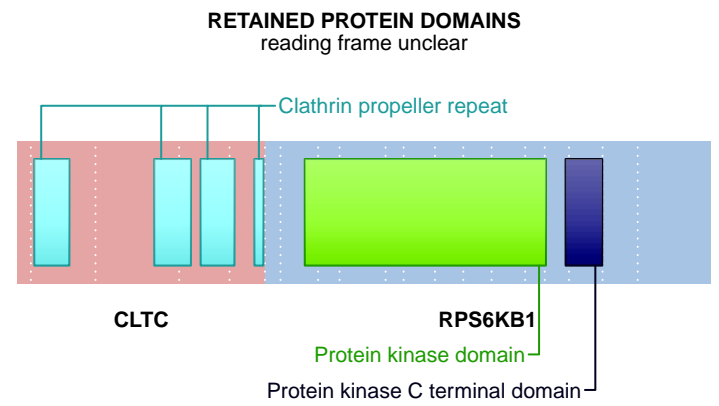 RETAINED PROTEIN DOMAINS
reading frame unclear
Clathrin propeller repeat
CLTC
RPS6KB1
Protein kinase domain
Protein kinase C terminal domain